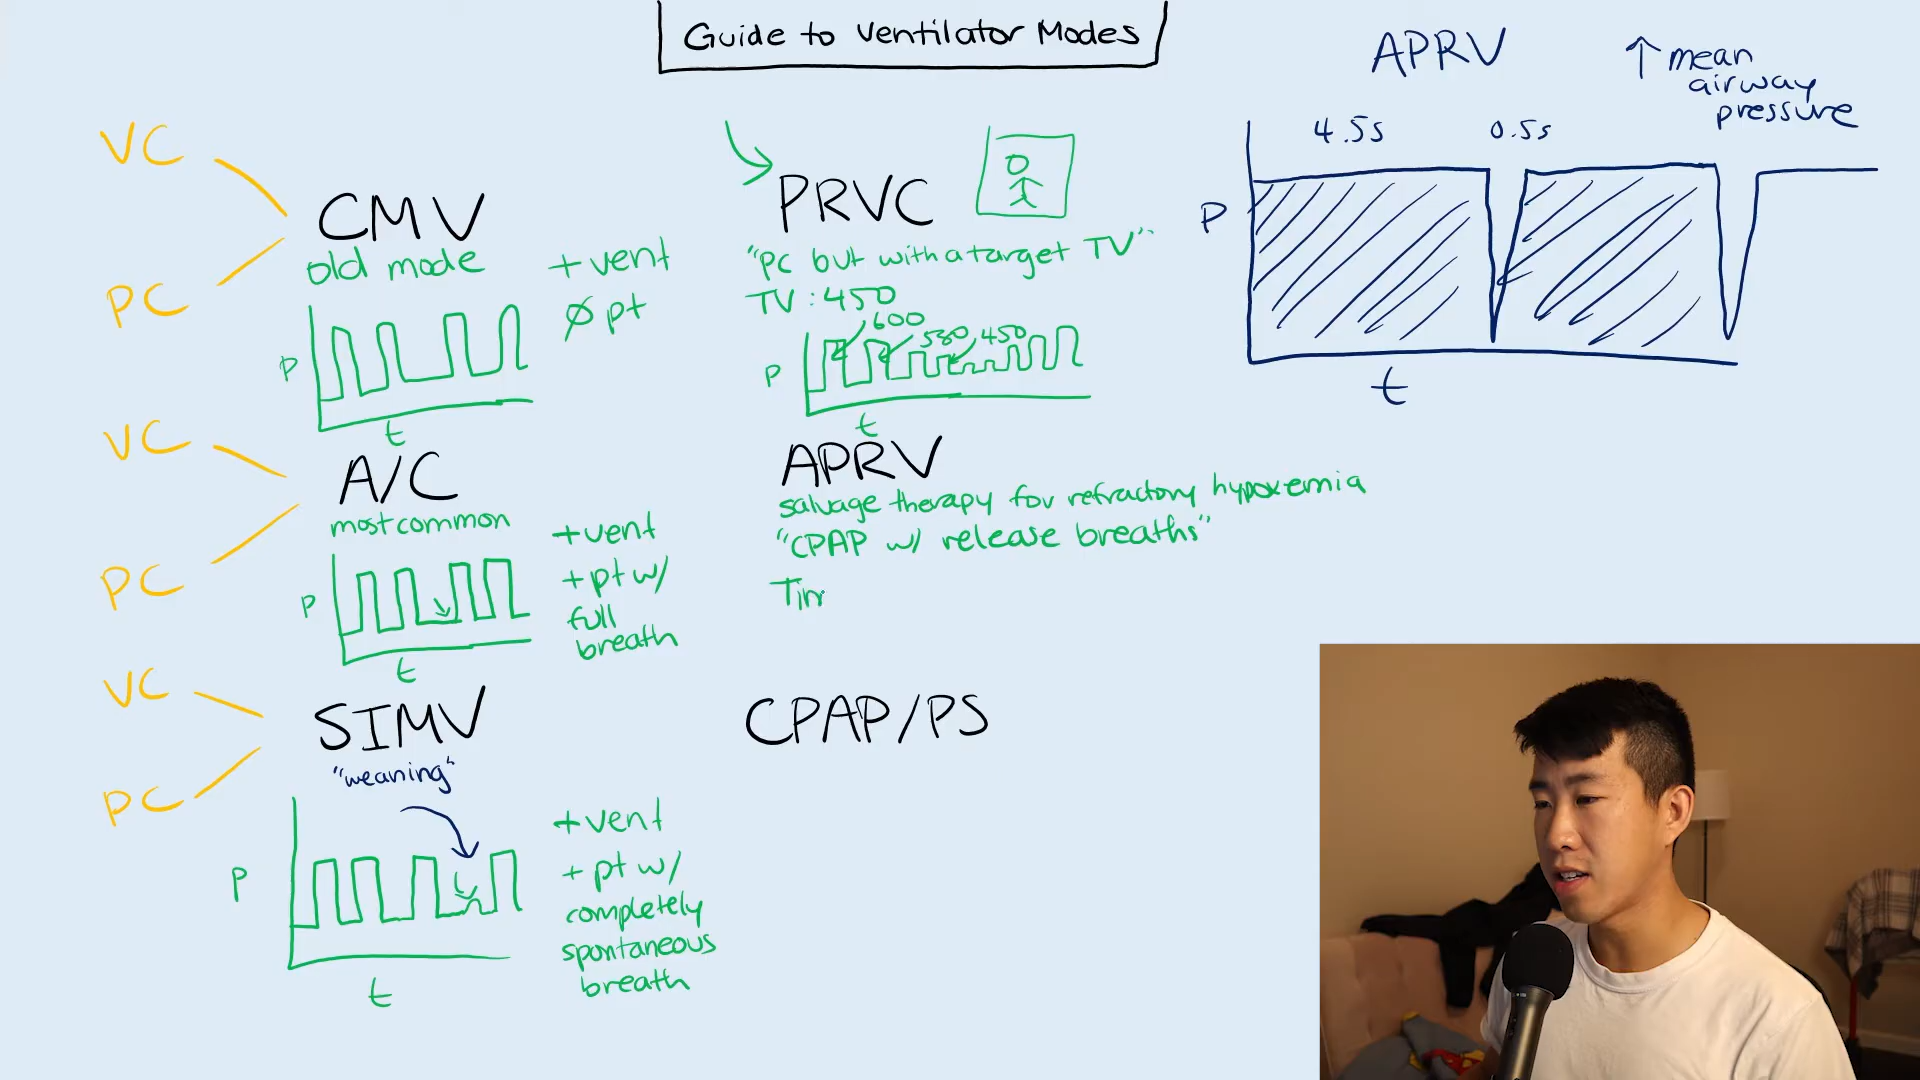 Guide to Ventilator Modes
VC
PC
CMV
old mode
+ vent
Ø pt
P
t
VC
PC
A/C
most common
+ vent
+ pt w/
full
breath
P
t
VC
PC
SIMV
"weaning"
+ vent
+ pt w/
completely
spontaneous
breath
P
t
PRVC
"PC but with a target TV"
TV : 450
600
580
450
P
t
APRV
salvage therapy for refractory hypoxemia
"CPAP w/ release breaths"
CPAP/PS
APRV
↑ mean
airway
pressure
4.5s
0.5s
P
t